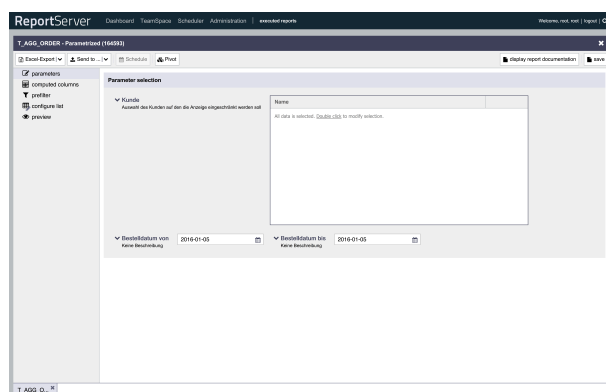 ReportServer Dashboard TeamSpace Scheduler Administration | executed reports Welcome, root, root | logout |
T_AGG_ORDER - Parametrized (164593)
Excel-Export | Send to ... | Schedule Pivot display report documentation save
parameters
computed columns
prefilter
configure list
preview
Parameter selection
Kunde
Auswahl des Kunden auf den die Anzeige eingeschränkt werden soll
Name
All data is selected. Double click to modify selection.
Bestelldatum von 2016-01-05
Keine Beschreibung
Bestelldatum bis 2016-01-05
Keine Beschreibung
T_AGG_O...